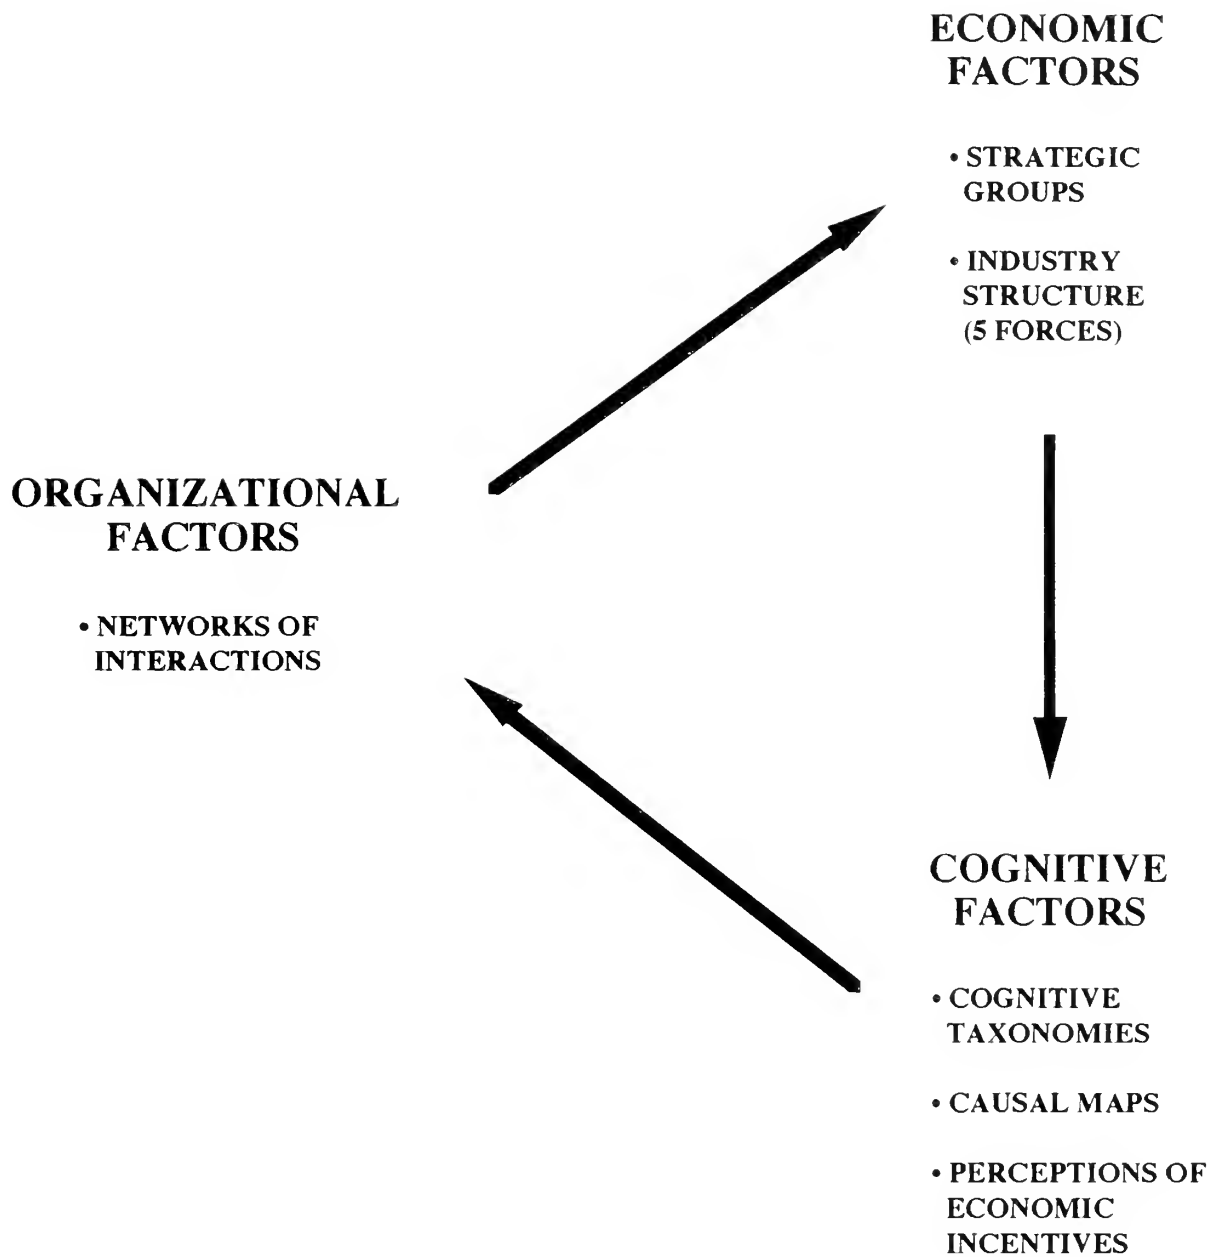 ECONOMIC
FACTORS
• STRATEGIC
GROUPS
• INDUSTRY
STRUCTURE
(5 FORCES)
ORGANIZATIONAL
FACTORS
• NETWORKS OF
INTERACTIONS
COGNITIVE
FACTORS
• COGNITIVE
TAXONOMIES
• CAUSAL MAPS
• PERCEPTIONS OF
ECONOMIC
INCENTIVES